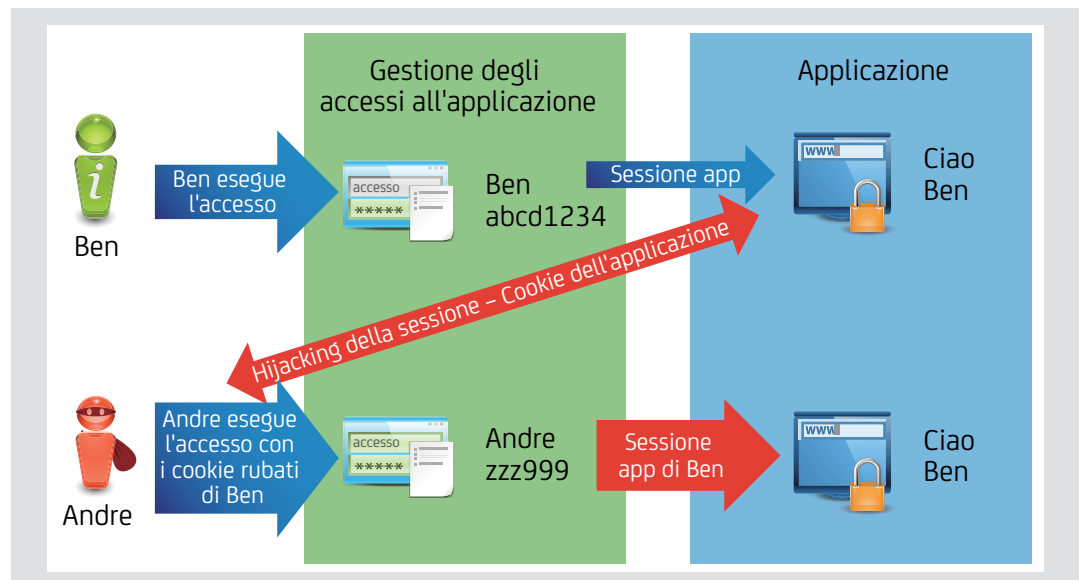 Gestione degli
accessi all'applicazione
Applicazione
Ben esegue
l'accesso
accesso
*****
Ben
abcd1234
Sessione app
www
Ciao
Ben
Ben
Hijacking della sessione – Cookie dell'applicazione
Andre esegue
l'accesso con
i cookie rubati
di Ben
accesso
*****
Andre
zzz999
Sessione
app di Ben
www
Ciao
Ben
Andre